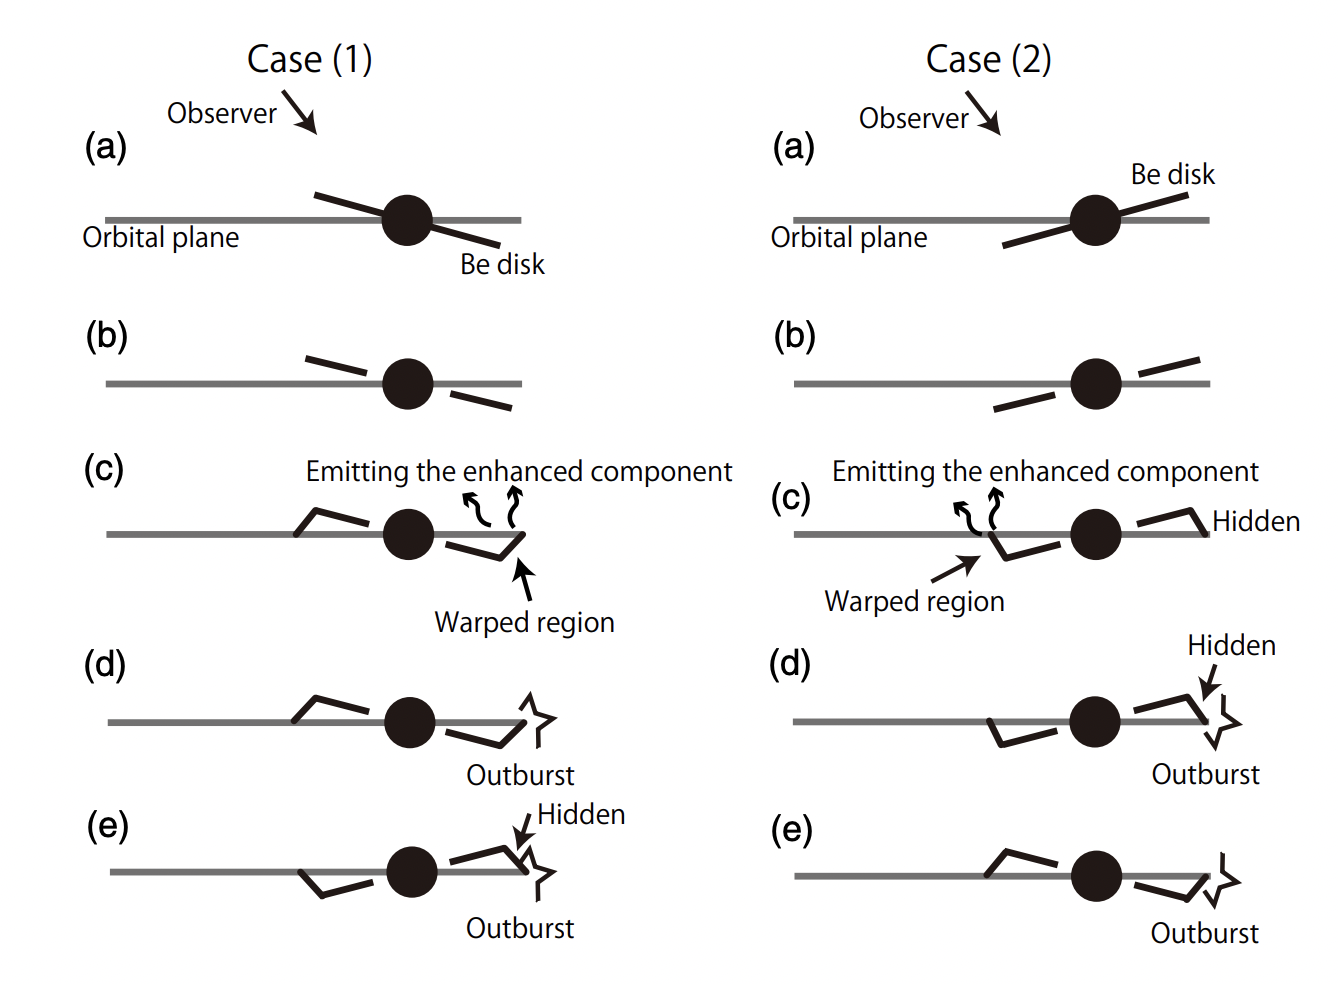 Case (1)
Observer
(a)
Orbital plane
Be disk
(b)
(c)
Emitting the enhanced component
Warped region
(d)
Outburst
(e)
Hidden
Outburst
Case (2)
Observer
(a)
Be disk
Orbital plane
(b)
Emitting the enhanced component
(c)
Hidden
Warped region
Hidden
(d)
Outburst
(e)
Outburst